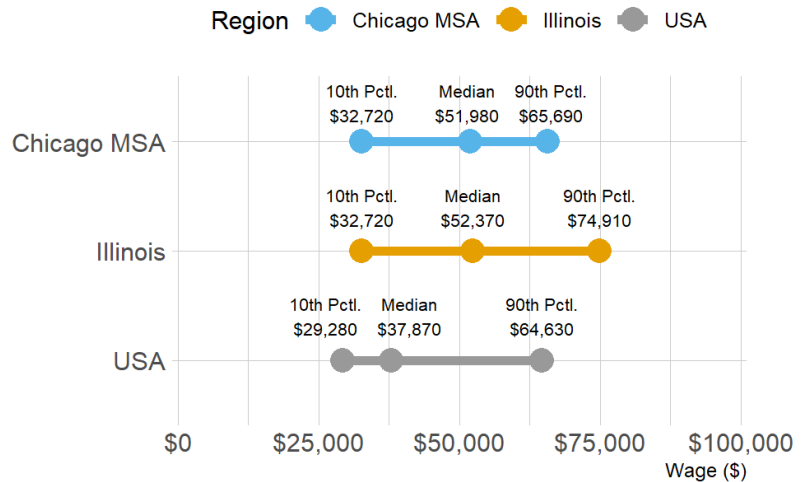 Region Chicago MSA Illinois USA
10th Pctl. Median 90th Pctl.
$32,720 $51,980 $65,690
Chicago MSA
10th Pctl. Median 90th Pctl.
$32,720 $52,370 $74,910
Illinois
10th Pctl. Median 90th Pctl.
$29,280 $37,870 $64,630
USA
$0 $25,000 $50,000 $75,000 $100,000
Wage ($)